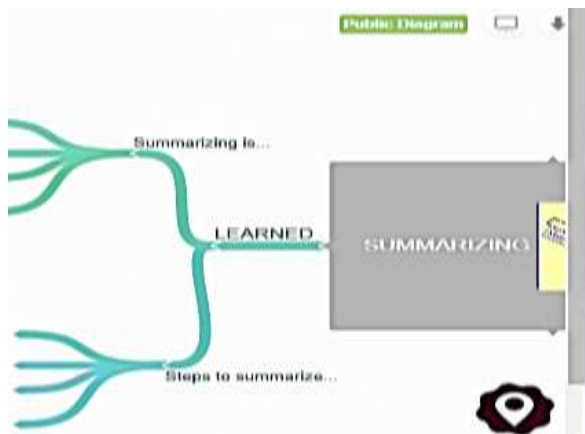 Public Diagram
Summarizing is...
LEARNED
SUMMARIZING
Steps to summarize...